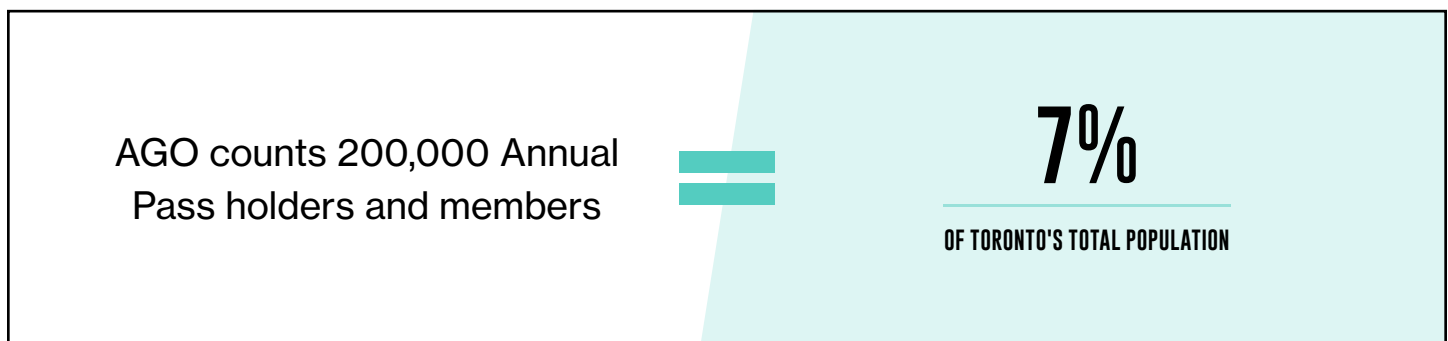 AGO counts 200,000 Annual
Pass holders and members
7%
OF TORONTO'S TOTAL POPULATION